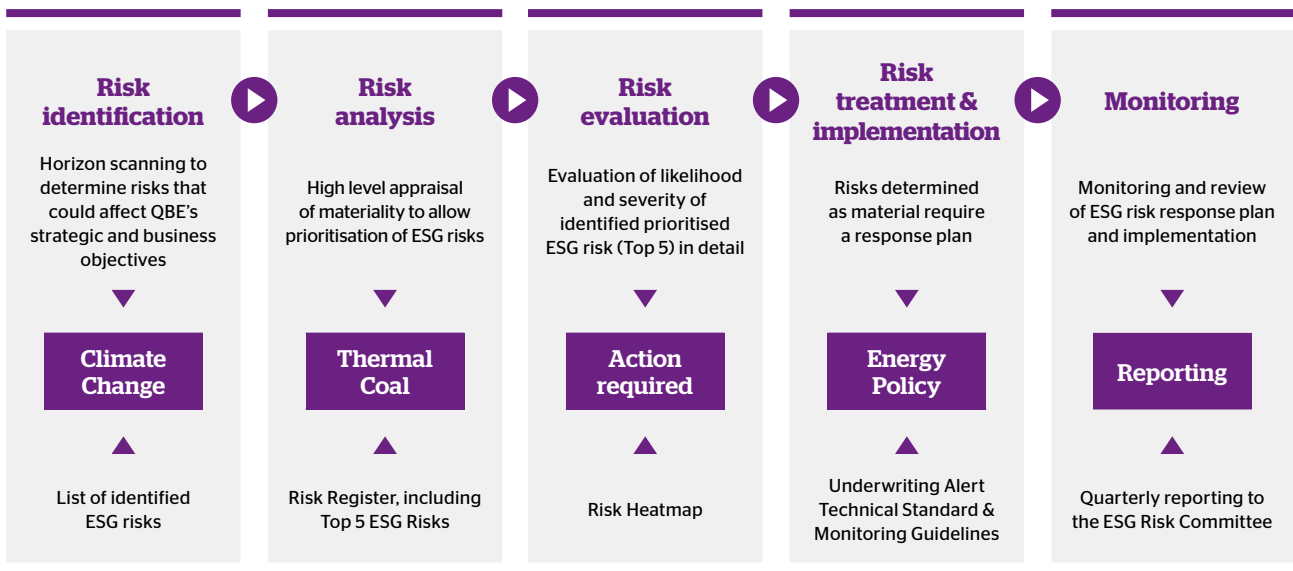 Risk
identification
Horizon scanning to
determine risks that
could affect QBE's
strategic and business
objectives
Climate
Change
List of identified
ESG risks
Risk
analysis
High level appraisal
of materiality to allow
prioritisation of ESG risks
Thermal
Coal
Risk Register, including
Top 5 ESG Risks
Risk
evaluation
Evaluation of likelihood
and severity of
identified prioritised
ESG risk (Top 5) in detail
Action
required
Risk Heatmap
Risk
treatment &
implementation
Risks determined
as material require
a response plan
Energy
Policy
Underwriting Alert
Technical Standard &
Monitoring Guidelines
Monitoring
Monitoring and review
of ESG risk response plan
and implementation
Reporting
Quarterly reporting to
the ESG Risk Committee